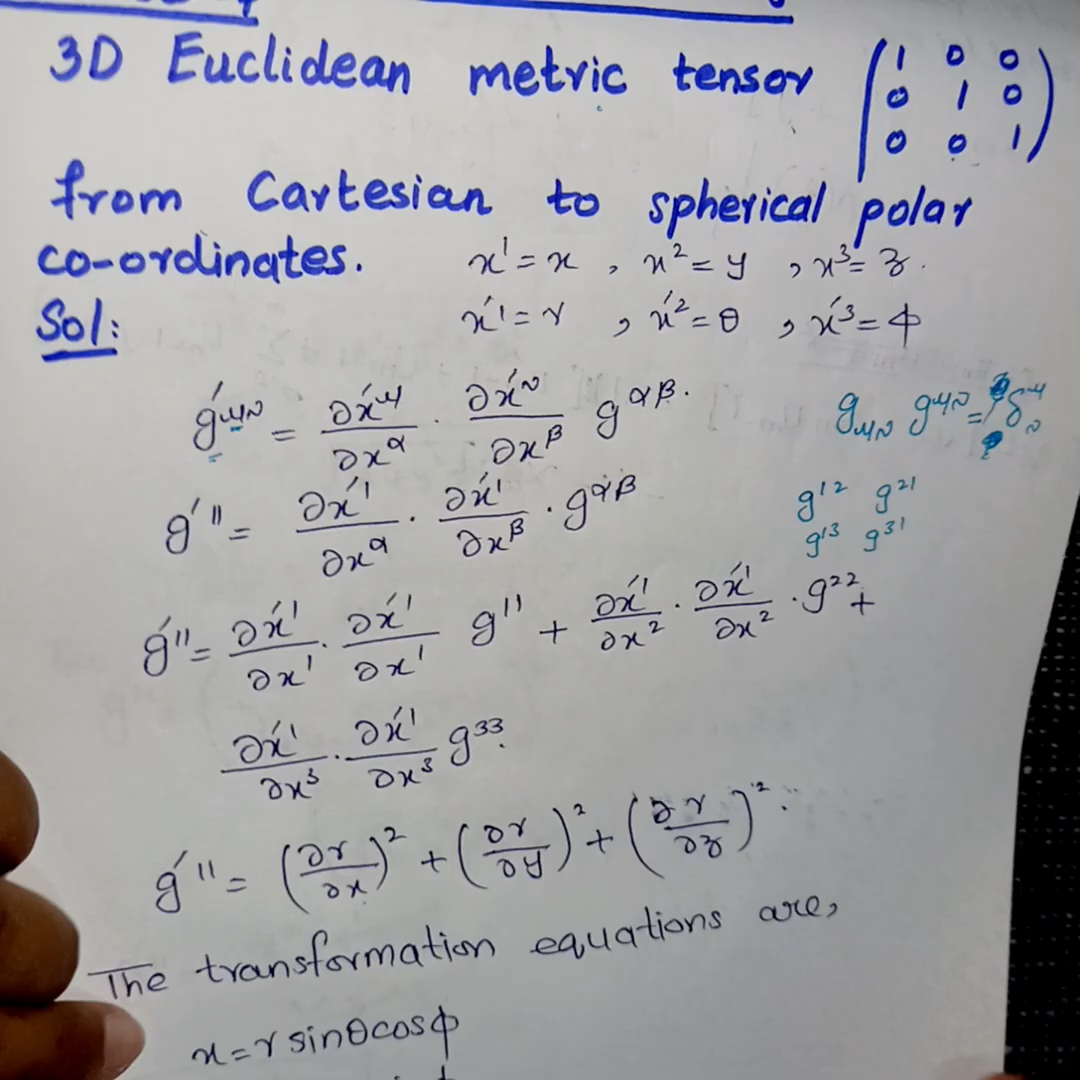 3D Euclidean metric tensor (1 0 0
0 1 0
0 0 1)
from Cartesian to spherical polar
co-ordinates. x¹ = x , x² = y , x³ = z .
Sol: x́¹ = r , x́² = θ , x́³ = ϕ
ǵ^μν = ∂x́^μ/∂x^α · ∂x́^ν/∂x^β g^αβ.
g_μν g^μν = δ^μ_ν
ǵ¹¹ = ∂x́¹/∂x^α · ∂x́¹/∂x^β · g^αβ
g¹² g²¹
g¹³ g³¹
ǵ¹¹ = ∂x́¹/∂x¹ · ∂x́¹/∂x¹ g¹¹ + ∂x́¹/∂x² · ∂x́¹/∂x² · g²² +
∂x́¹/∂x³ · ∂x́¹/∂x³ g³³.
ǵ¹¹ = (∂r/∂x)² + (∂r/∂y)² + (∂r/∂z)² .
The transformation equations are,
x = r sinθ cosϕ